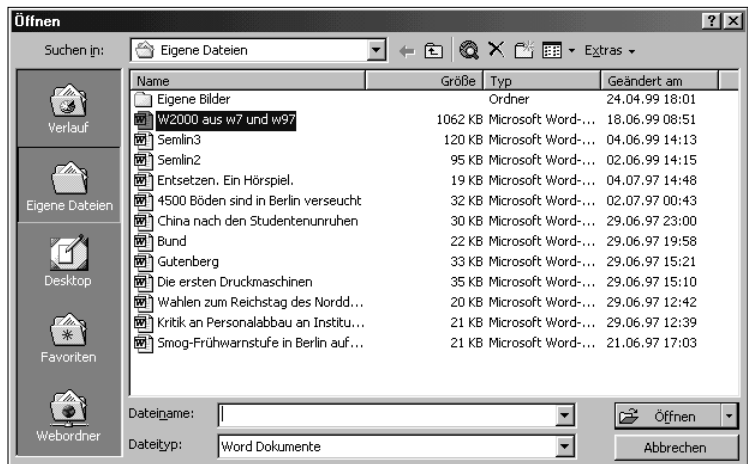 Öffnen
Suchen in: Eigene Dateien Extras
Name Größe Typ Geändert am
Eigene Bilder Ordner 24.04.99 18:01
W2000 aus w7 und w97 1062 KB Microsoft Word-... 18.06.99 08:51
Semlin3 120 KB Microsoft Word-... 04.06.99 14:13
Semlin2 95 KB Microsoft Word-... 02.06.99 14:15
Entsetzen. Ein Hörspiel. 19 KB Microsoft Word-... 04.07.97 14:48
4500 Böden sind in Berlin verseucht 32 KB Microsoft Word-... 02.07.97 00:43
China nach den Studentenunruhen 30 KB Microsoft Word-... 29.06.97 23:00
Bund 22 KB Microsoft Word-... 29.06.97 19:58
Gutenberg 33 KB Microsoft Word-... 29.06.97 15:21
Die ersten Druckmaschinen 35 KB Microsoft Word-... 29.06.97 15:10
Wahlen zum Reichstag des Nordd... 20 KB Microsoft Word-... 29.06.97 12:42
Kritik an Personalabbau an Institu... 21 KB Microsoft Word-... 29.06.97 12:39
Smog-Frühwarnstufe in Berlin auf... 21 KB Microsoft Word-... 21.06.97 17:03
Verlauf
Eigene Dateien
Desktop
Favoriten
Webordner
Dateiname: Öffnen
Dateityp: Word Dokumente Abbrechen